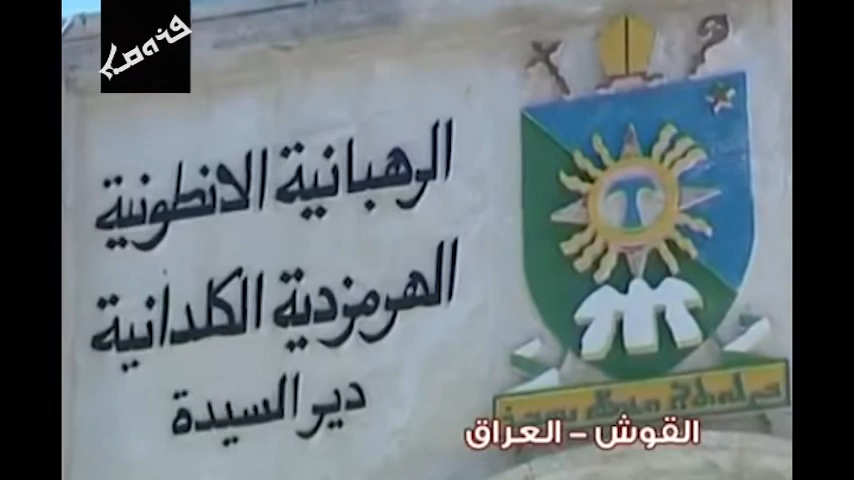 الرهبانية الانطونية
الهرمزدية الكلدانية
دير السيدة
القوش - العراق